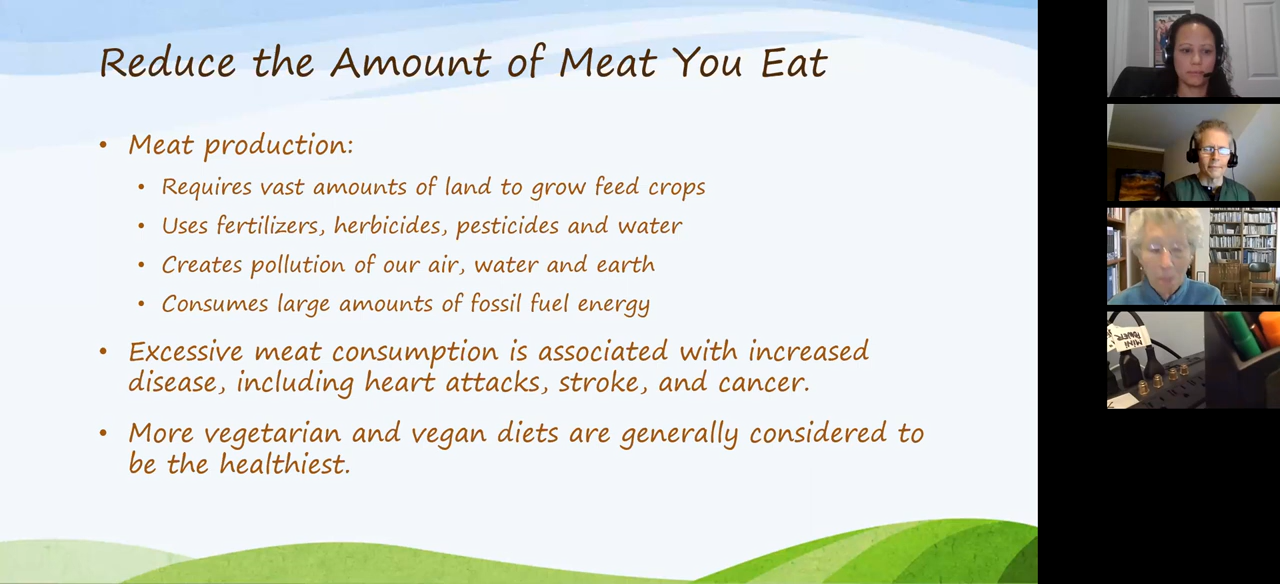 Reduce the Amount of Meat You Eat
• Meat production:
• Requires vast amounts of land to grow feed crops
• Uses fertilizers, herbicides, pesticides and water
• Creates pollution of our air, water and earth
• Consumes large amounts of fossil fuel energy
• Excessive meat consumption is associated with increased
disease, including heart attacks, stroke, and cancer.
• More vegetarian and vegan diets are generally considered to
be the healthiest.
MINI